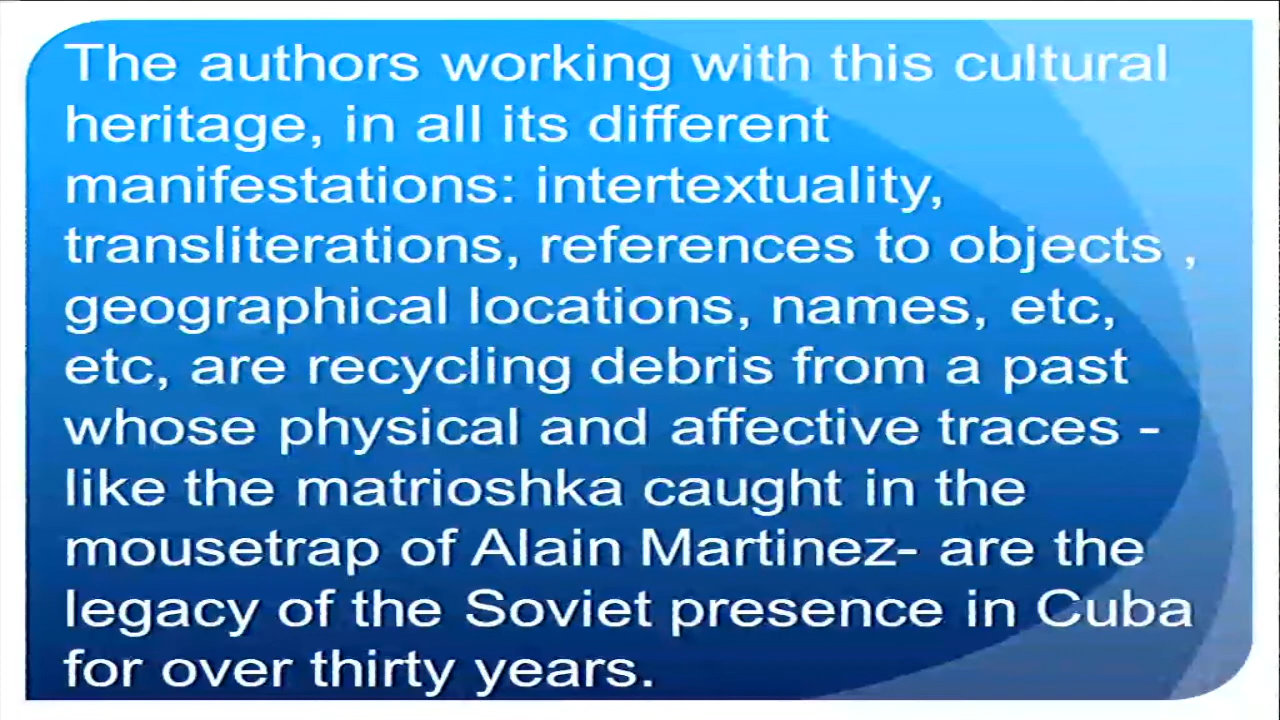 The authors working with this cultural
heritage, in all its different
manifestations: intertextuality,
transliterations, references to objects ,
geographical locations, names, etc,
etc, are recycling debris from a past
whose physical and affective traces -
like the matrioshka caught in the
mousetrap of Alain Martinez- are the
legacy of the Soviet presence in Cuba
for over thirty years.